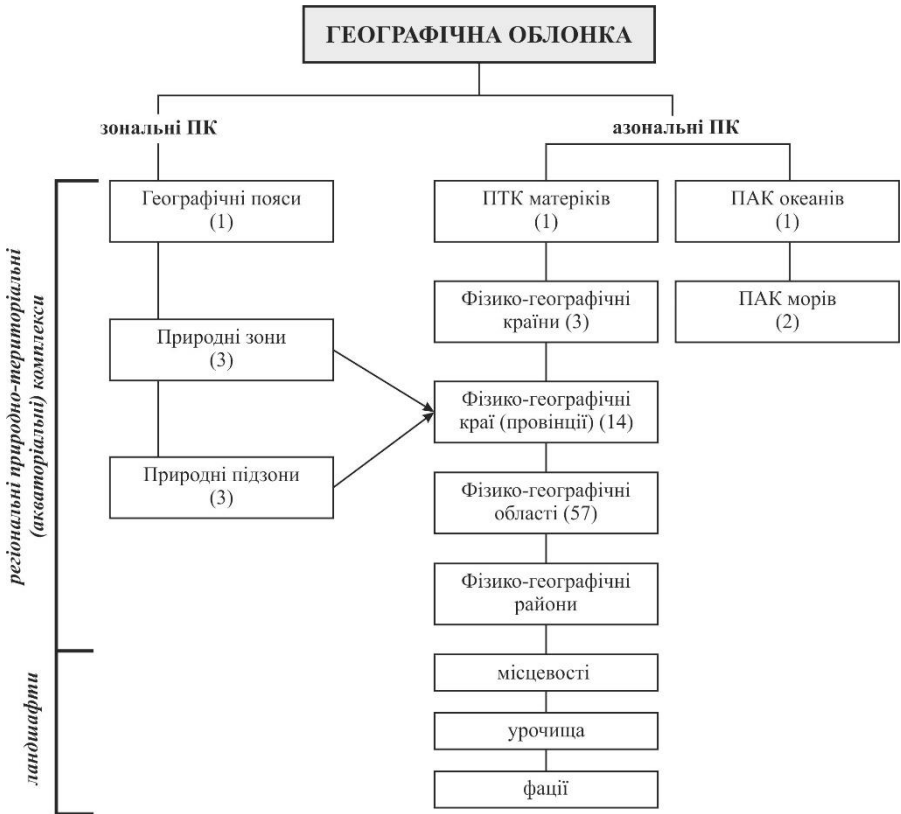 ГЕОГРАФІЧНА ОБЛОНКА
зональні ПК
азональні ПК
Географічні пояси
(1)
ПТК матеріків
(1)
ПАК океанів
(1)
Фізико-географічні
країни (3)
ПАК морів
(2)
Природні зони
(3)
Фізико-географічні
краї (провінції) (14)
Природні підзони
(3)
Фізико-географічні
області (57)
Фізико-географічні
райони
місцевості
урочища
фації
регіональні природно-територіальні
(акваторіальні) комплекси
ландшафти